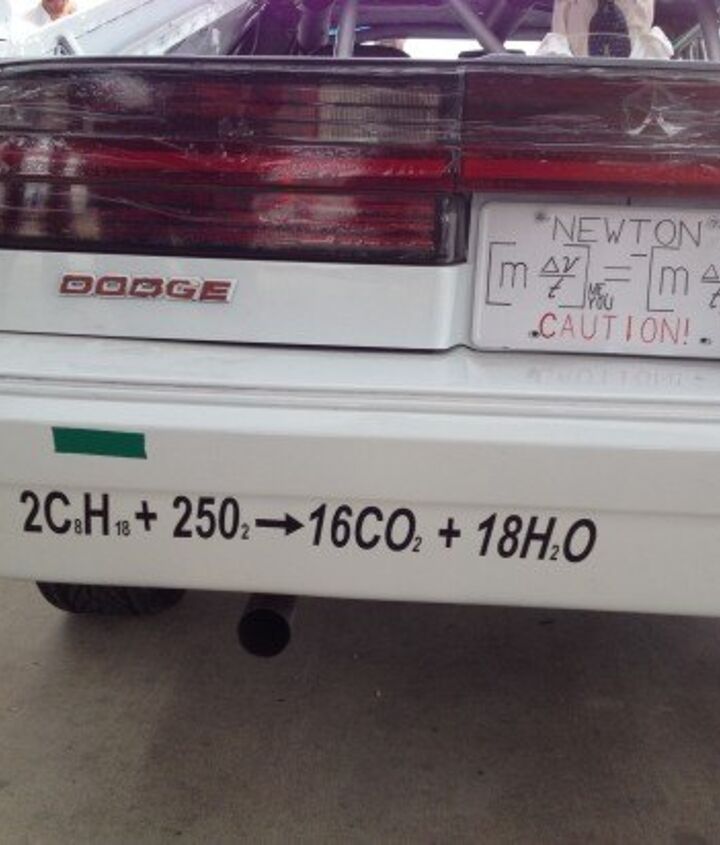 NEWTON
[m Δv/t] ME YOU = -[m Δ
CAUTION!
DODGE
2C₈H₁₈ + 25O₂ → 16CO₂ + 18H₂O